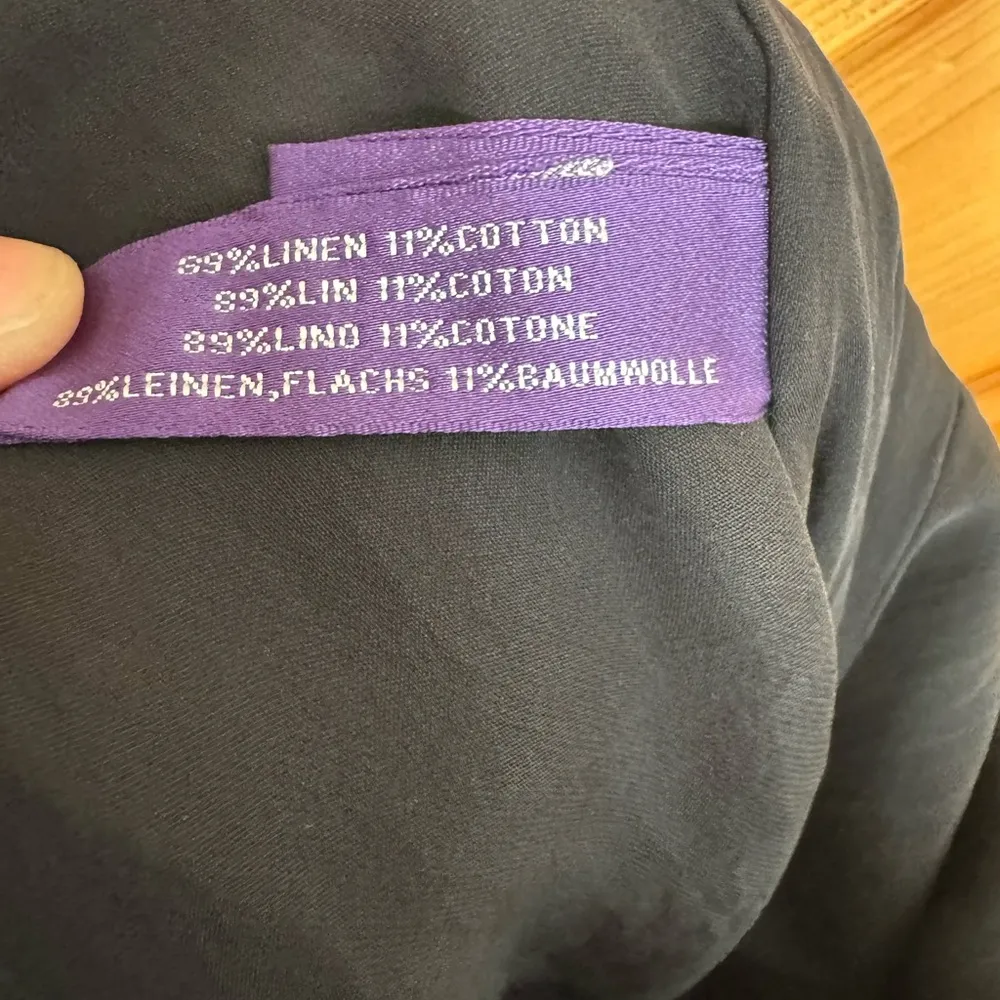 89%LINEN 11%COTTON
89%LIN 11%COTON
89%LINO 11%COTONE
89%LEINEN,FLACHS 11%BAUMWOLLE